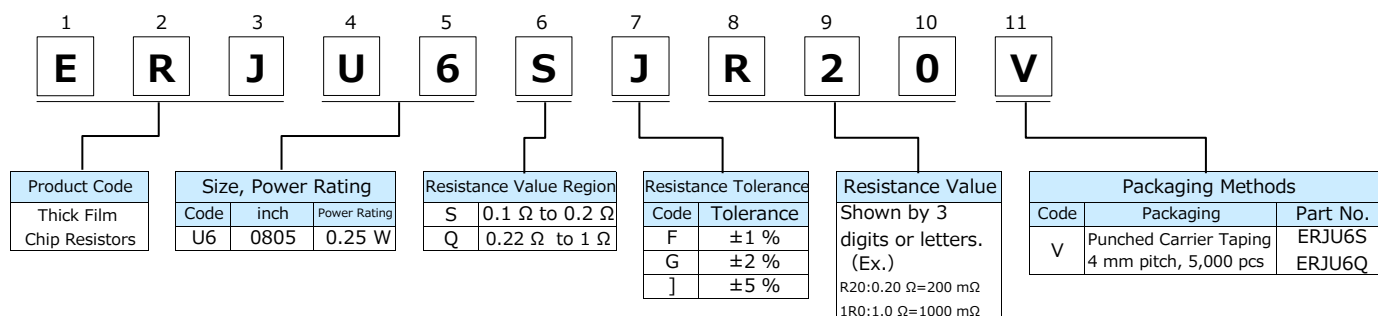 1 2 3 4 5 6 7 8 9 10 11
E R J U 6 S J R 2 0 V
Product Code
Thick Film
Chip Resistors
Size, Power Rating
Code inch Power Rating
U6 0805 0.25 W
Resistance Value Region
S 0.1 Ω to 0.2 Ω
Q 0.22 Ω to 1 Ω
Resistance Tolerance
Code Tolerance
F ±1 %
G ±2 %
] ±5 %
Resistance Value
Shown by 3
digits or letters.
(Ex.)
R20:0.20 Ω=200 mΩ
1R0:1.0 Ω=1000 mΩ
Packaging Methods
Code Packaging Part No.
V Punched Carrier Taping ERJU6S
4 mm pitch, 5,000 pcs ERJU6Q